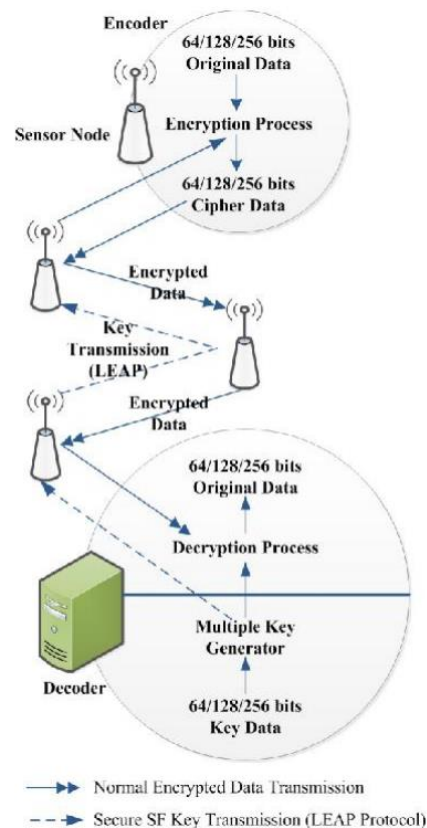 Encoder
64/128/256 bits
Original Data
Encryption Process
Sensor Node
64/128/256 bits
Cipher Data
Encrypted
Data
Key
Transmission
(LEAP)
Encrypted
Data
64/128/256 bits
Original Data
Decryption Process
Multiple Key
Generator
Decoder
64/128/256 bits
Key Data
Normal Encrypted Data Transmission
Secure SF Key Transmission (LEAP Protocol)